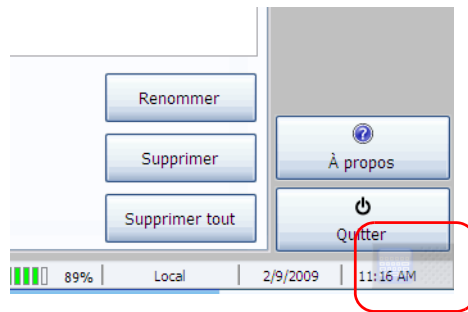 Renommer
Supprimer
À propos
Supprimer tout
Quitter
89% Local 2/9/2009 11:16 AM